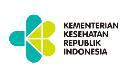 KEMENTERIAN
KESEHATAN
REPUBLIK
INDONESIA